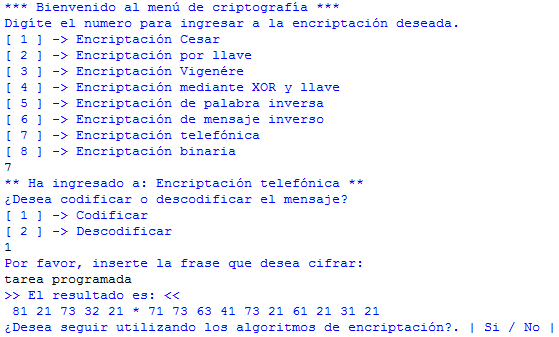 *** Bienvenido al menú de criptografía ***
Digíte el numero para ingresar a la encriptación deseada.
[ 1 ] -> Encriptación Cesar
[ 2 ] -> Encriptación por llave
[ 3 ] -> Encriptación Vigenére
[ 4 ] -> Encriptación mediante XOR y llave
[ 5 ] -> Encriptación de palabra inversa
[ 6 ] -> Encriptación de mensaje inverso
[ 7 ] -> Encriptación telefónica
[ 8 ] -> Encriptación binaria
7
** Ha ingresado a: Encriptación telefónica **
¿Desea codificar o descodificar el mensaje?
[ 1 ] -> Codificar
[ 2 ] -> Descodificar
1
Por favor, inserte la frase que desea cifrar:
tarea programada
>> El resultado es: <<
81 21 73 32 21 * 71 73 63 41 73 21 61 21 31 21
¿Desea seguir utilizando los algoritmos de encriptación?. | Si / No |